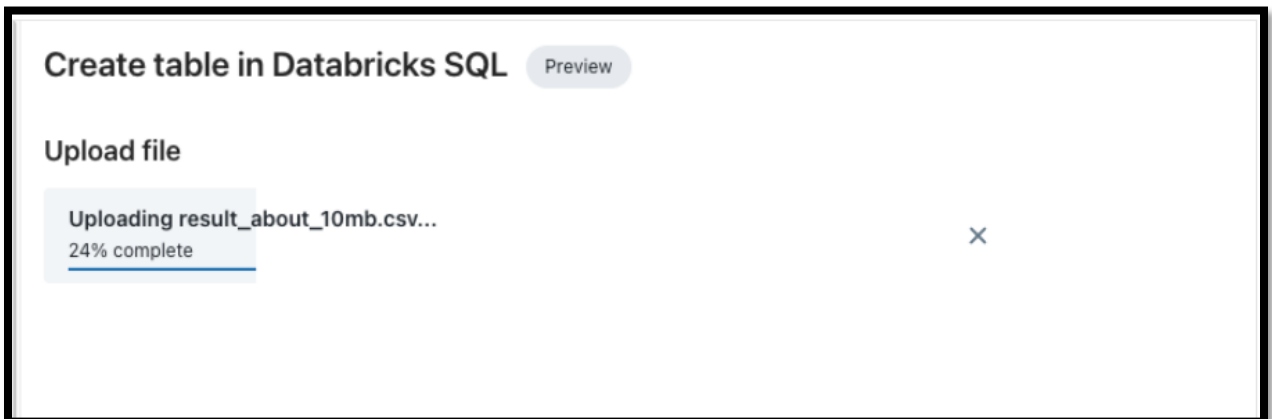 Create table in Databricks SQL Preview
Upload file
Uploading result_about_10mb.csv...
24% complete